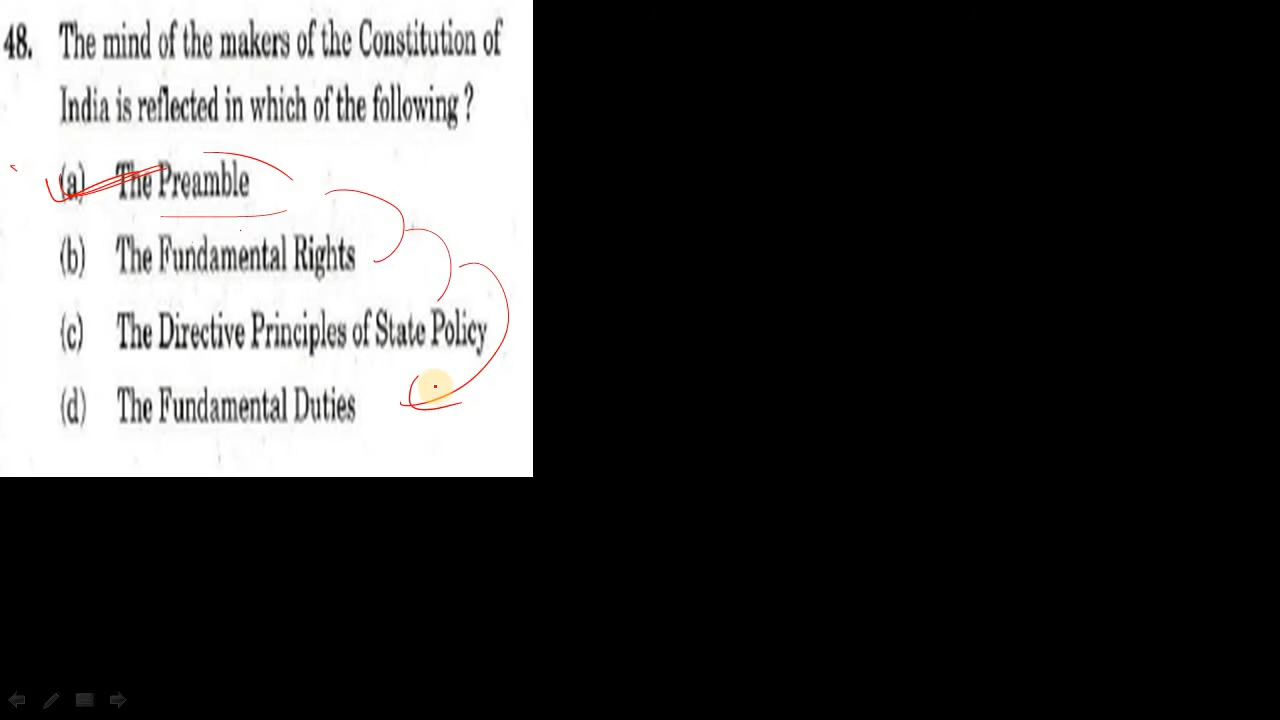 48. The mind of the makers of the Constitution of
India is reflected in which of the following ?
(a) The Preamble
(b) The Fundamental Rights
(c) The Directive Principles of State Policy
(d) The Fundamental Duties